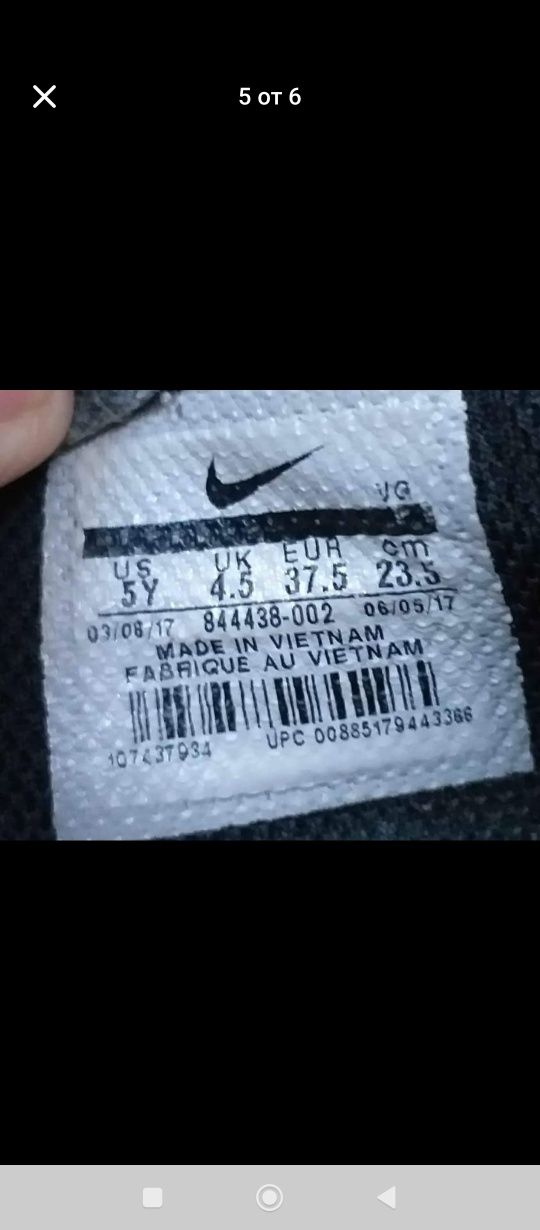 5 от 6
VG
US UK EUR cm
5Y 4.5 37.5 23.5
03/08/17 844438-002 06/05/17
MADE IN VIETNAM
FABRIQUE AU VIETNAM
107437934 UPC 00885179443366